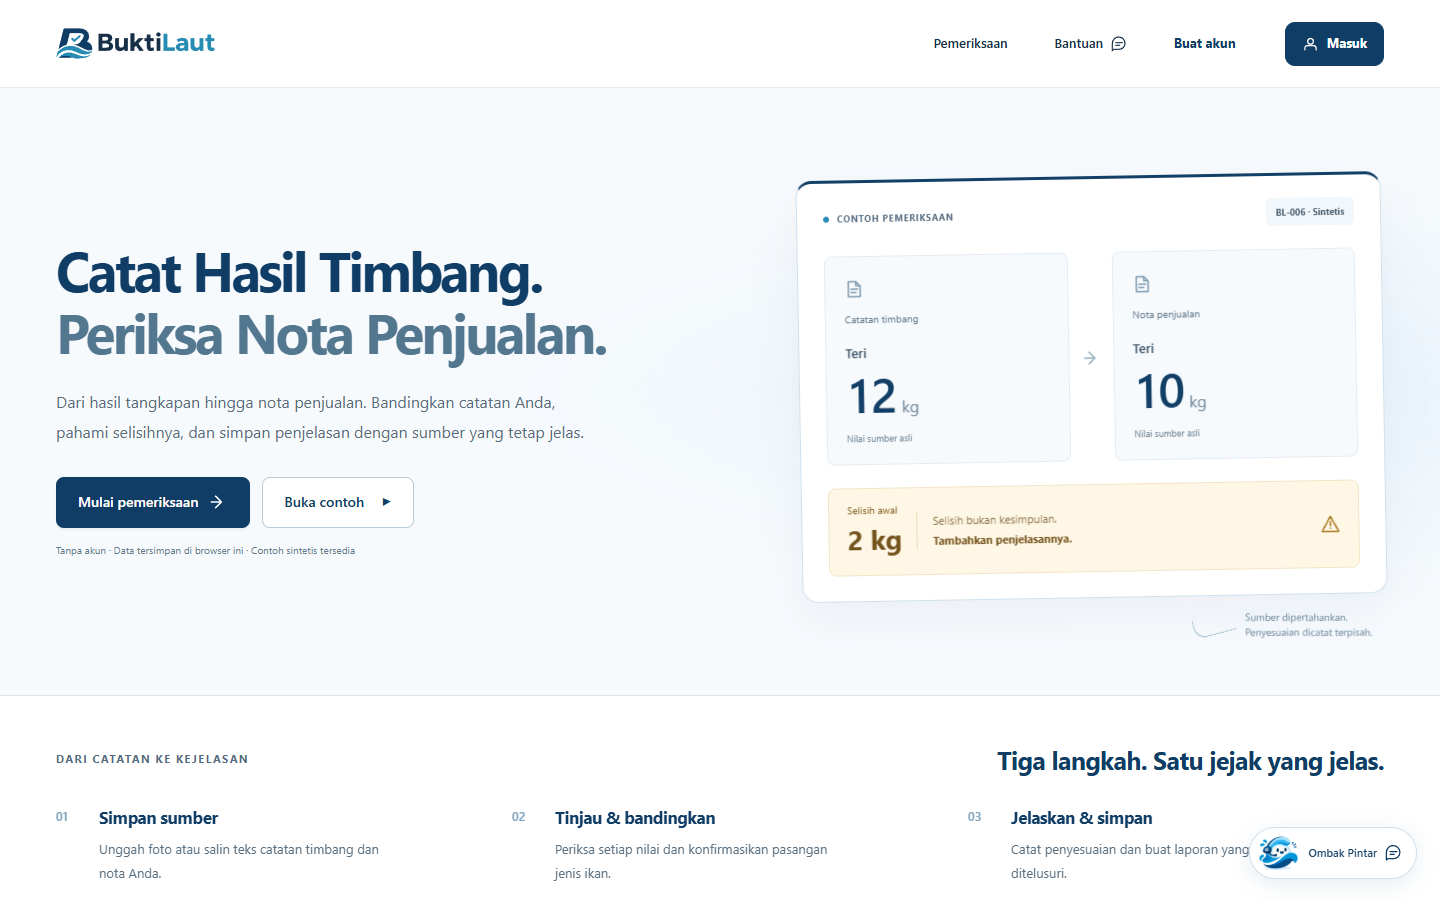 BuktiLaut
Pemeriksaan
Bantuan
Buat akun
Masuk
Catat Hasil Timbang.
Periksa Nota Penjualan.
Dari hasil tangkapan hingga nota penjualan. Bandingkan catatan Anda,
pahami selisihnya, dan simpan penjelasan dengan sumber yang tetap jelas.
Mulai pemeriksaan
Buka contoh
Tanpa akun · Data tersimpan di browser ini · Contoh sintetis tersedia
CONTOH PEMERIKSAAN
BL-006 · Sintetis
Catatan timbang
Teri
12 kg
Nilai sumber asli
Nota penjualan
Teri
10 kg
Nilai sumber asli
Selisih awal
2 kg
Selisih bukan kesimpulan.
Tambahkan penjelasannya.
Sumber dipertahankan.
Penyesuaian dicatat terpisah.
DARI CATATAN KE KEJELASAN
Tiga langkah. Satu jejak yang jelas.
01
Simpan sumber
Unggah foto atau salin teks catatan timbang dan
nota Anda.
02
Tinjau & bandingkan
Periksa setiap nilai dan konfirmasikan pasangan
jenis ikan.
03
Jelaskan & simpan
Catat penyesuaian dan buat laporan yang
ditelusuri.
Ombak Pintar